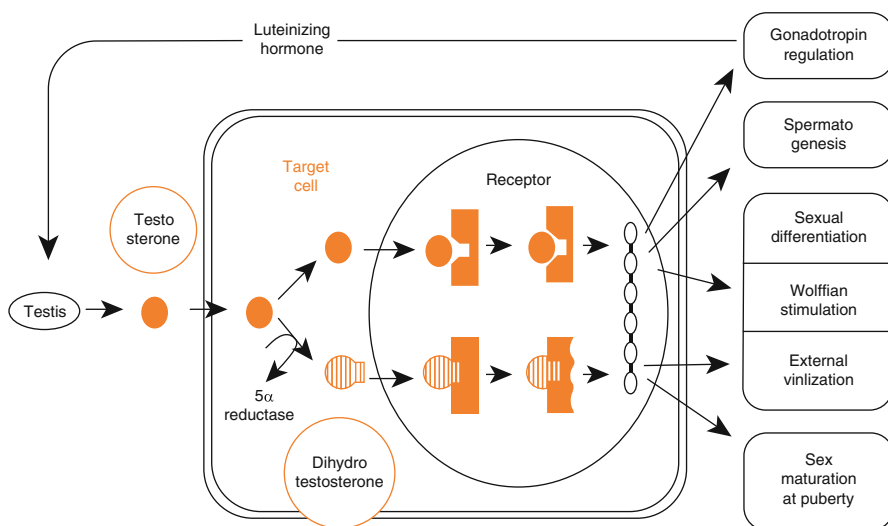 Luteinizing
hormone
Gonadotropin
regulation
Spermato
genesis
Target
cell
Receptor
Testo
sterone
Sexual
differentiation
Testis
Wolffian
stimulation
External
vinlization
5α
reductase
Dihydro
testosterone
Sex
maturation
at puberty